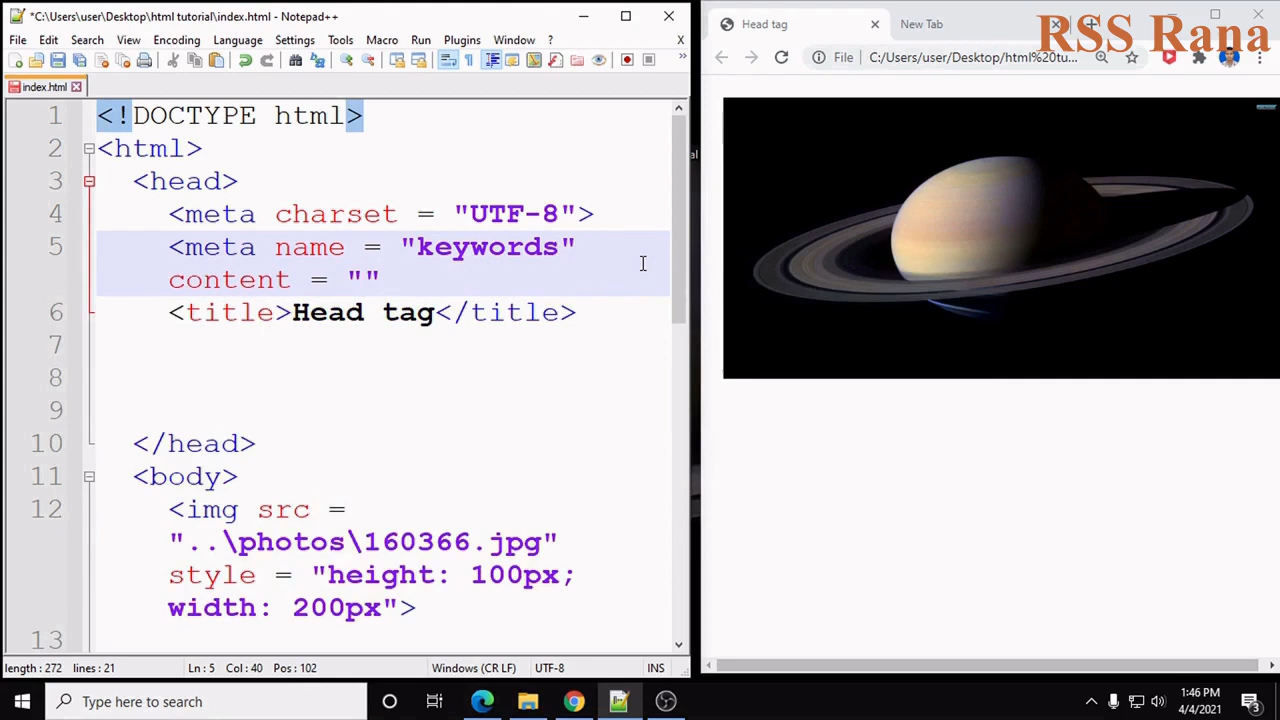 *C:\Users\user\Desktop\html tutorial\index.html - Notepad++
File Edit Search View Encoding Language Settings Tools Macro Run Plugins Window ? X
index.html
1 <!DOCTYPE html>
2 <html>
3 <head>
4 <meta charset = "UTF-8">
5 <meta name = "keywords"
content = ""
6 <title>Head tag</title>
7
8
9
10 </head>
11 <body>
12 <img src =
"..\photos\160366.jpg"
style = "height: 100px;
width: 200px">
13
length : 272 lines : 21 Ln : 5 Col : 40 Pos : 102 Windows (CR LF) UTF-8 INS
Head tag New Tab
RSS Rana
File C:/Users/user/Desktop/html%20tu...
Type here to search
1:46 PM
4/4/2021
3